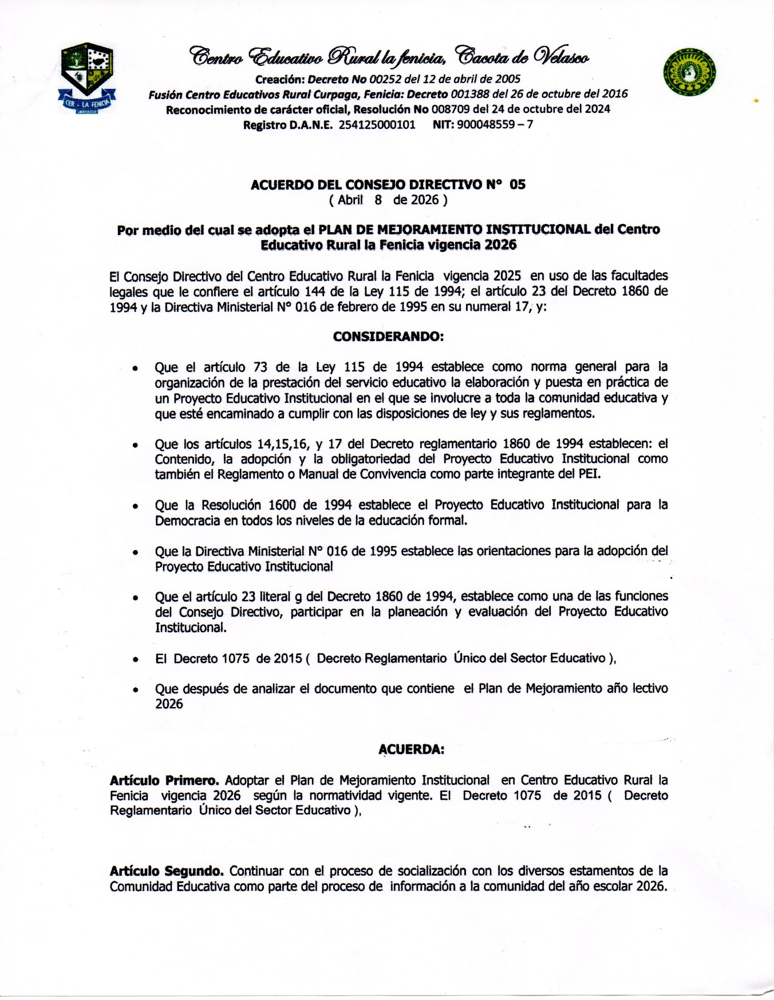 Centro Educativo Rural la fenicia, Cacota de Velasco
Creación: Decreto No 00252 del 12 de abril de 2005
Fusión Centro Educativos Rural Curpaga, Fenicia: Decreto 001388 del 26 de octubre del 2016
Reconocimiento de carácter oficial, Resolución No 008709 del 24 de octubre del 2024
Registro D.A.N.E. 254125000101 NIT: 900048559 – 7
CER - LA FENICIA
ACUERDO DEL CONSEJO DIRECTIVO N° 05
( Abril 8 de 2026 )
Por medio del cual se adopta el PLAN DE MEJORAMIENTO INSTITUCIONAL del Centro
Educativo Rural la Fenicia vigencia 2026
El Consejo Directivo del Centro Educativo Rural la Fenicia vigencia 2025 en uso de las facultades
legales que le confiere el artículo 144 de la Ley 115 de 1994; el artículo 23 del Decreto 1860 de
1994 y la Directiva Ministerial N° 016 de febrero de 1995 en su numeral 17, y:
CONSIDERANDO:
• Que el artículo 73 de la Ley 115 de 1994 establece como norma general para la
organización de la prestación del servicio educativo la elaboración y puesta en práctica de
un Proyecto Educativo Institucional en el que se involucre a toda la comunidad educativa y
que esté encaminado a cumplir con las disposiciones de ley y sus reglamentos.
• Que los artículos 14,15,16, y 17 del Decreto reglamentario 1860 de 1994 establecen: el
Contenido, la adopción y la obligatoriedad del Proyecto Educativo Institucional como
también el Reglamento o Manual de Convivencia como parte integrante del PEI.
• Que la Resolución 1600 de 1994 establece el Proyecto Educativo Institucional para la
Democracia en todos los niveles de la educación formal.
• Que la Directiva Ministerial N° 016 de 1995 establece las orientaciones para la adopción del
Proyecto Educativo Institucional
• Que el artículo 23 literal g del Decreto 1860 de 1994, establece como una de las funciones
del Consejo Directivo, participar en la planeación y evaluación del Proyecto Educativo
Institucional.
• El Decreto 1075 de 2015 ( Decreto Reglamentario Único del Sector Educativo ),
• Que después de analizar el documento que contiene el Plan de Mejoramiento año lectivo
2026
ACUERDA:
Artículo Primero. Adoptar el Plan de Mejoramiento Institucional en Centro Educativo Rural la
Fenicia vigencia 2026 según la normatividad vigente. El Decreto 1075 de 2015 ( Decreto
Reglamentario Único del Sector Educativo ),
Artículo Segundo. Continuar con el proceso de socialización con los diversos estamentos de la
Comunidad Educativa como parte del proceso de información a la comunidad del año escolar 2026.